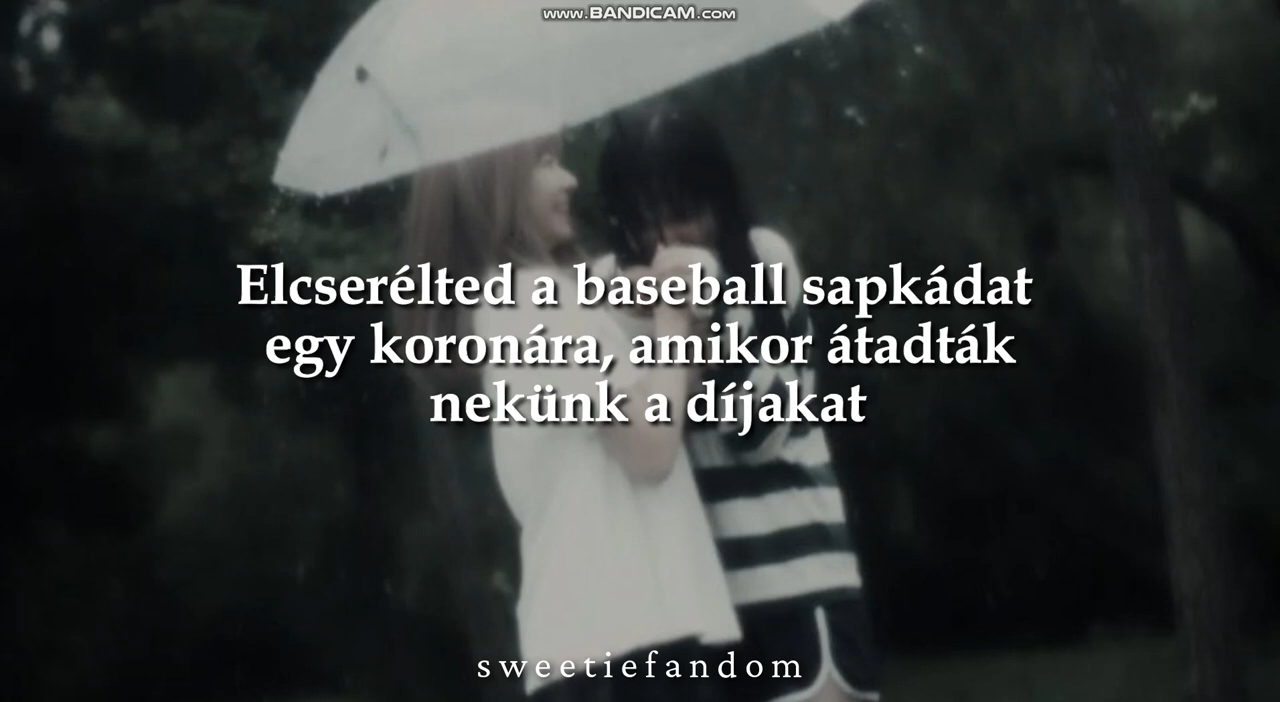 www.BANDICAM.com
Elcserélted a baseball sapkádat
egy koronára, amikor átadták
nekünk a díjakat
sweetiefandom